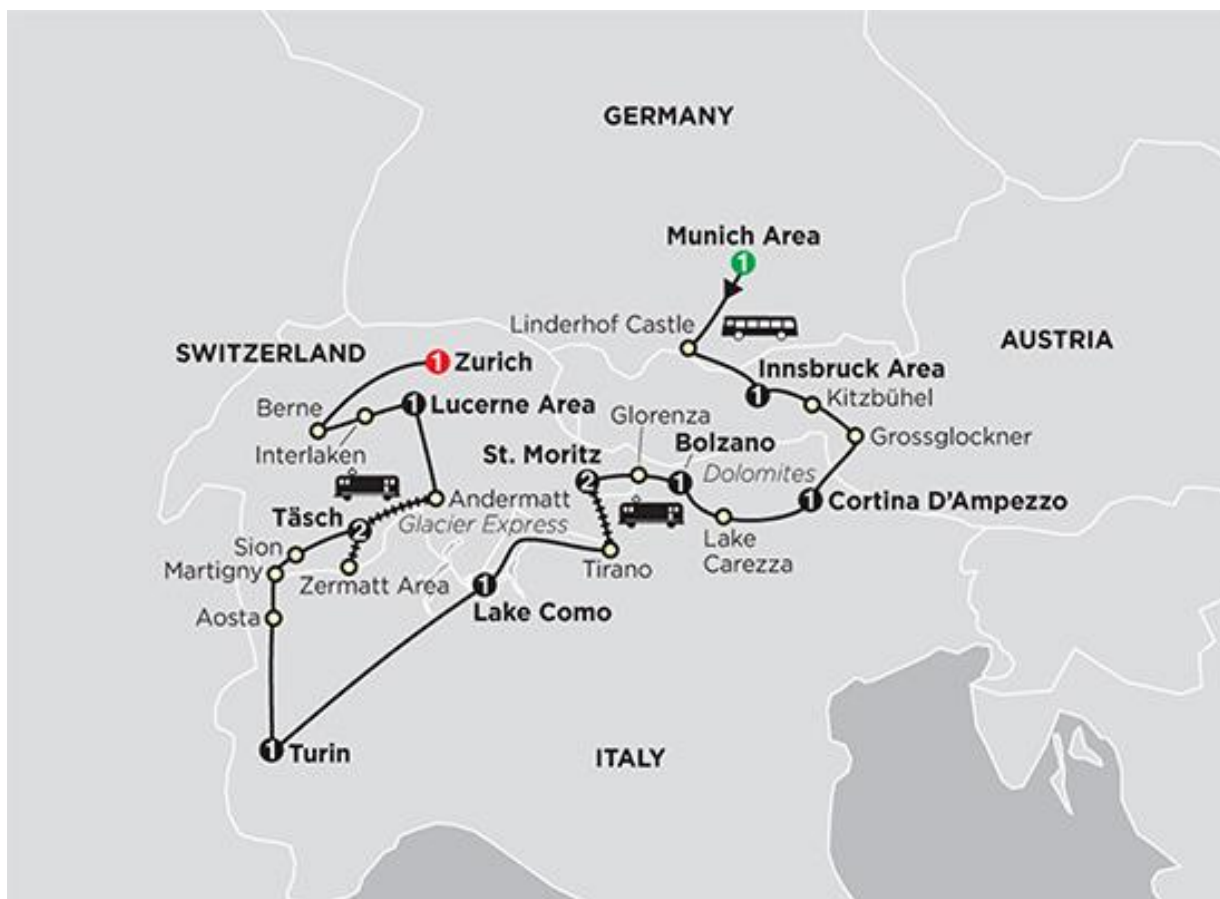 GERMANY
Munich Area
1
Linderhof Castle
AUSTRIA
SWITZERLAND
1 Zurich
Innsbruck Area
1
Kitzbühel
Berne
1 Lucerne Area
Glorenza
Grossglockner
Interlaken
St. Moritz
Bolzano
2
1
Dolomites
Andermatt
1 Cortina D'Ampezzo
Täsch
Glacier Express
2
Sion
Lake
Carezza
Martigny
Zermatt Area
Tirano
1
Aosta
Lake Como
1 Turin
ITALY